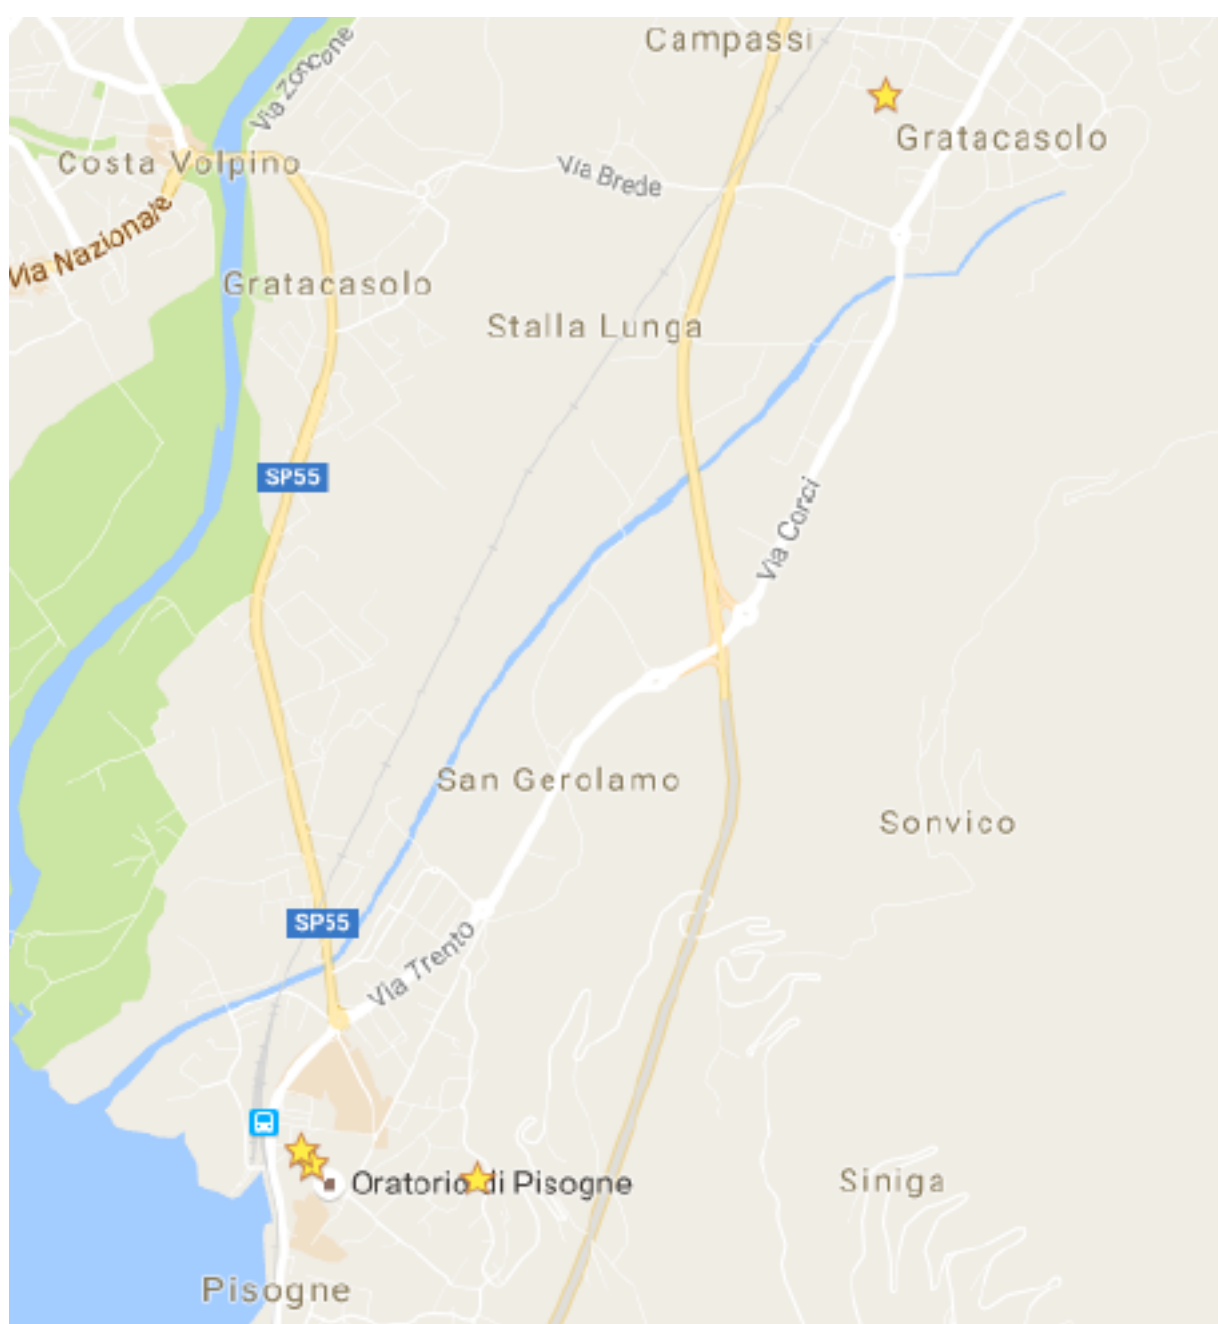 Campassi
Via Zoncone
Gratacasolo
Costa Volpino
Via Brede
Via Nazionale
Gratacasolo
Stalla Lunga
SP55
Via Conci
San Gerolamo
Sonvico
SP55
Via Trento
Oratorio di Pisogne
Siniga
Pisogne